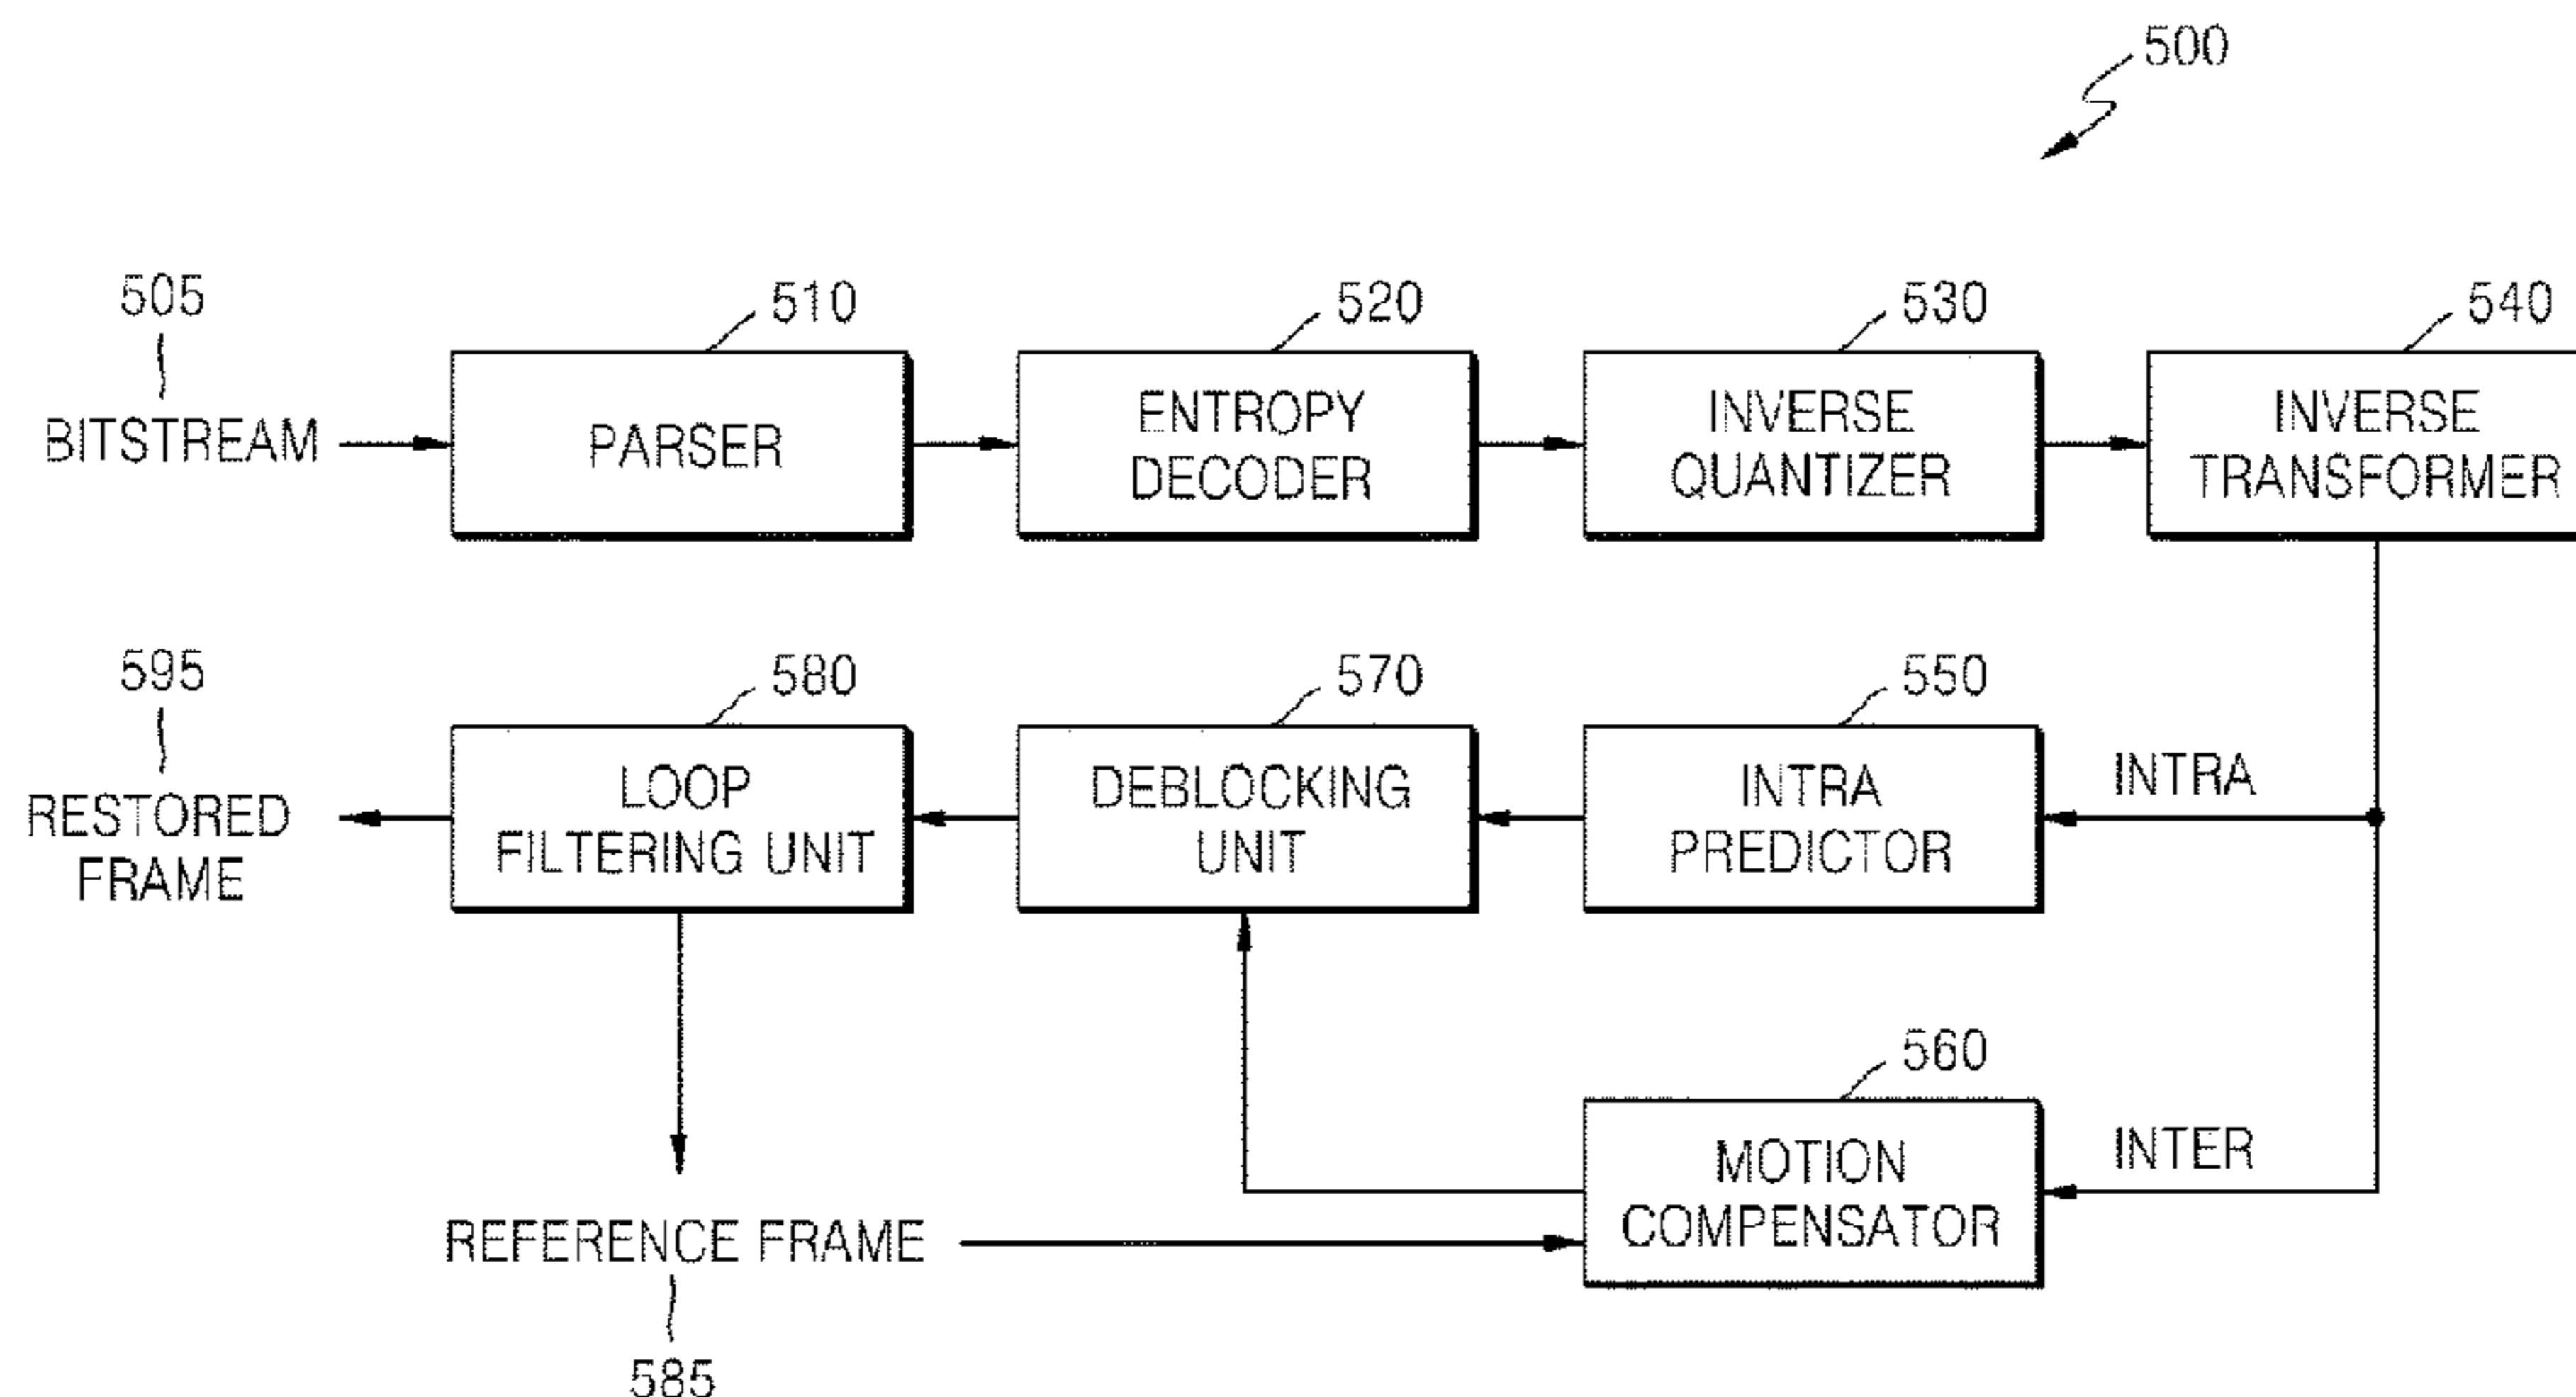 500
505
510
520
530
540
BITSTREAM
PARSER
ENTROPY
DECODER
INVERSE
QUANTIZER
INVERSE
TRANSFORMER
595
580
570
550
RESTORED
FRAME
LOOP
FILTERING UNIT
DEBLOCKING
UNIT
INTRA
PREDICTOR
INTRA
560
MOTION
COMPENSATOR
INTER
REFERENCE FRAME
585